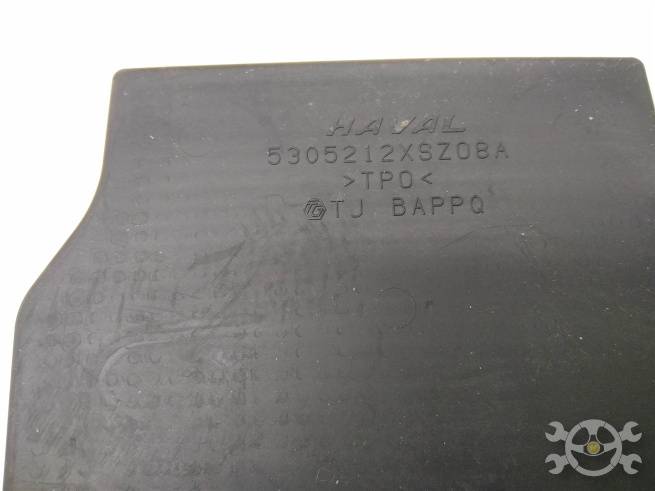 HAVAL
5305212XSZ08A
>TPO<
TJ BAPPQ